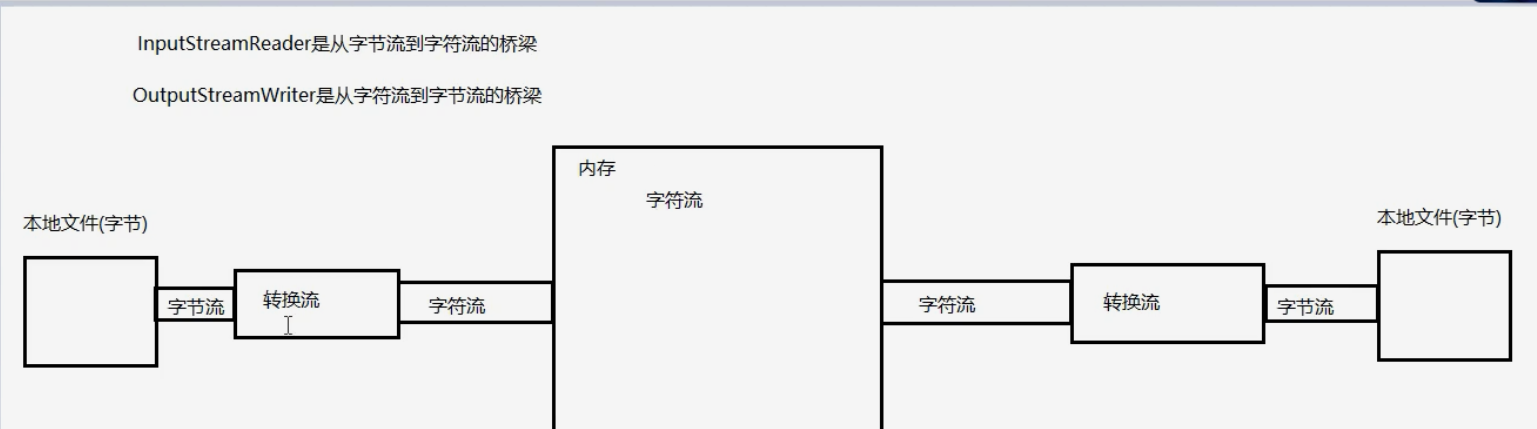 InputStreamReader是从字节流到字符流的桥梁
OutputStreamWriter是从字符流到字节流的桥梁
内存
字符流
本地文件(字节)
本地文件(字节)
字节流
转换流
字符流
字符流
转换流
字节流